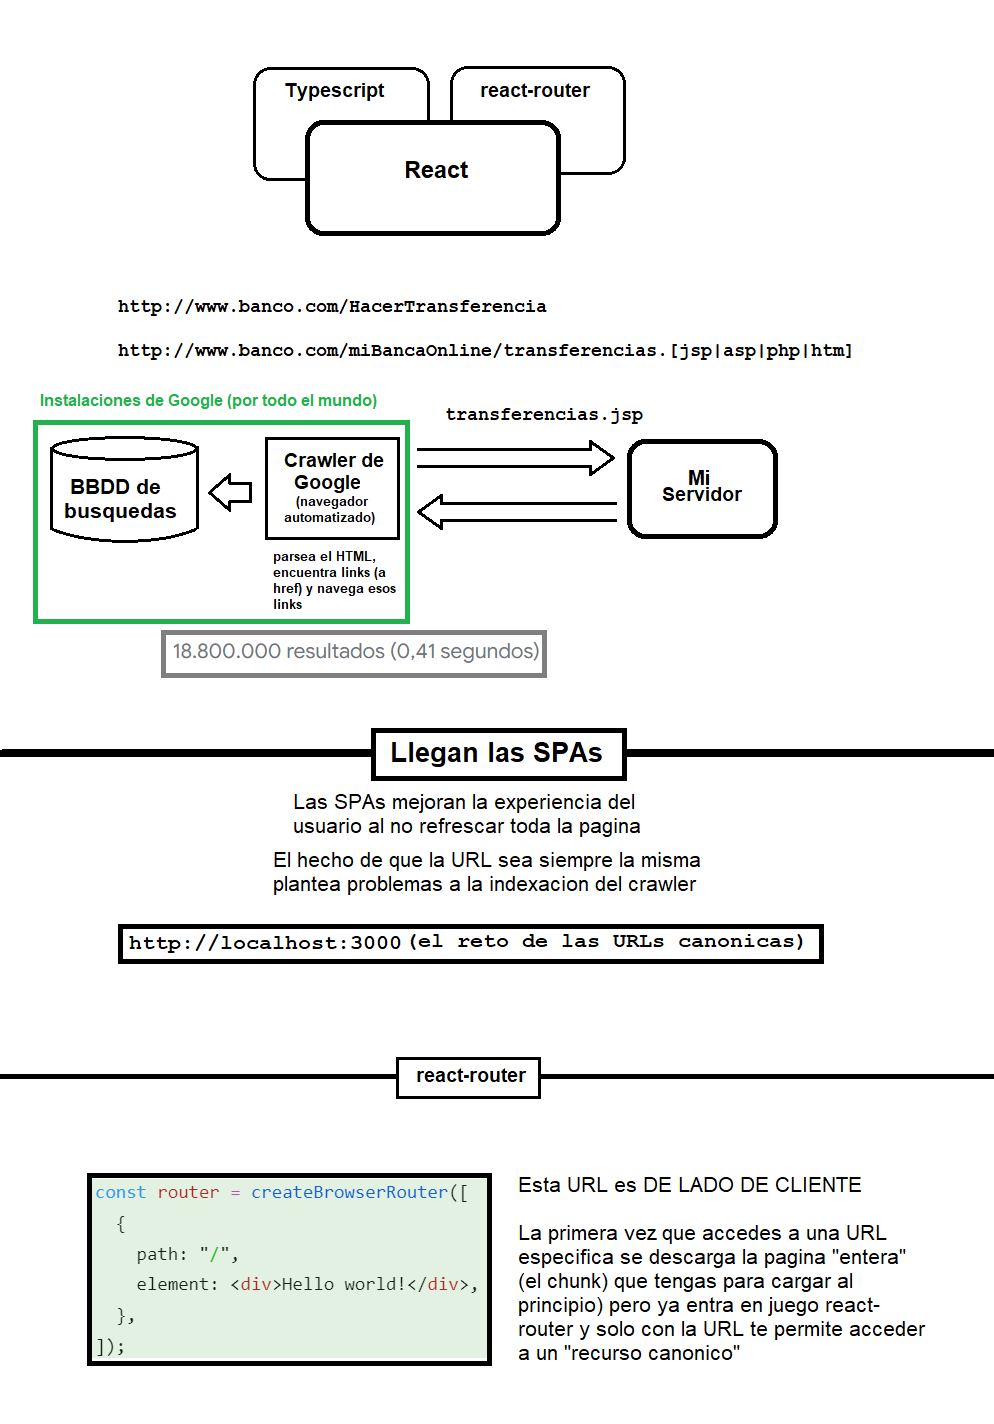 Typescript
react-router
React
http://www.banco.com/HacerTransferencia
http://www.banco.com/miBancaOnline/transferencias.[jsp|asp|php|htm]
Instalaciones de Google (por todo el mundo)
transferencias.jsp
BBDD de
busquedas
Crawler de
Google
(navegador
automatizado)
parsea el HTML,
encuentra links (a
href) y navega esos
links
Mi
Servidor
18.800.000 resultados (0,41 segundos)
Llegan las SPAs
Las SPAs mejoran la experiencia del
usuario al no refrescar toda la pagina
El hecho de que la URL sea siempre la misma
plantea problemas a la indexacion del crawler
http://localhost:3000 (el reto de las URLs canonicas)
react-router
const router = createBrowserRouter([
  {
    path: "/",
    element: <div>Hello world!</div>,
  },
]);
Esta URL es DE LADO DE CLIENTE
La primera vez que accedes a una URL
especifica se descarga la pagina "entera"
(el chunk) que tengas para cargar al
principio) pero ya entra en juego react-
router y solo con la URL te permite acceder
a un "recurso canonico"